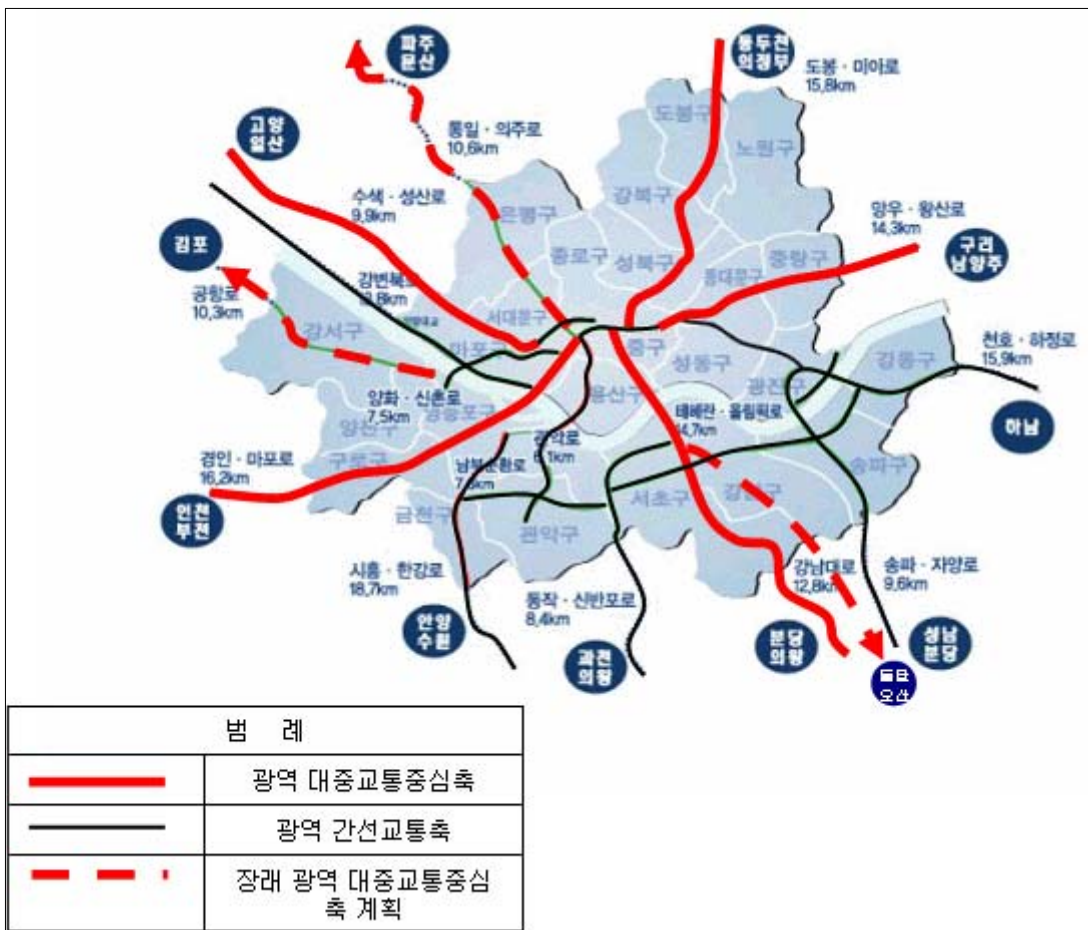 파주
문산
동두천
의정부
도봉 · 미아로
15,8km
도봉구
노원구
고양
일산
통일 · 의주로
10,6km
강북구
수색 · 성산로
9,9km
은평구
망우 · 왕산로
14,3km
종로구
성북구
중랑구
동대문구
구리
남양주
김포
강변북로
공항로
10,3km
강서구
서대문구
마포구
중구
성동구
광진구
강동구
천호 · 하정로
15,9km
양화 · 신촌로
7,5km
영등포구
용산구
테헤란 · 올림픽로
14,7km
하남
양천구
관악로
경인 · 마포로
16,2km
구로구
남부순환로
송파구
강남구
서초구
인천
부천
금천구
관악구
시흥 · 한강로
18,7km
동작 · 신반포로
8,4km
강남대로
12,8km
송파 · 자양로
9,6km
안양
수원
과천
의왕
분당
의왕
성남
분당
동탄
오산
범 례
광역 대중교통중심축
광역 간선교통축
장래 광역 대중교통중심
축 계획